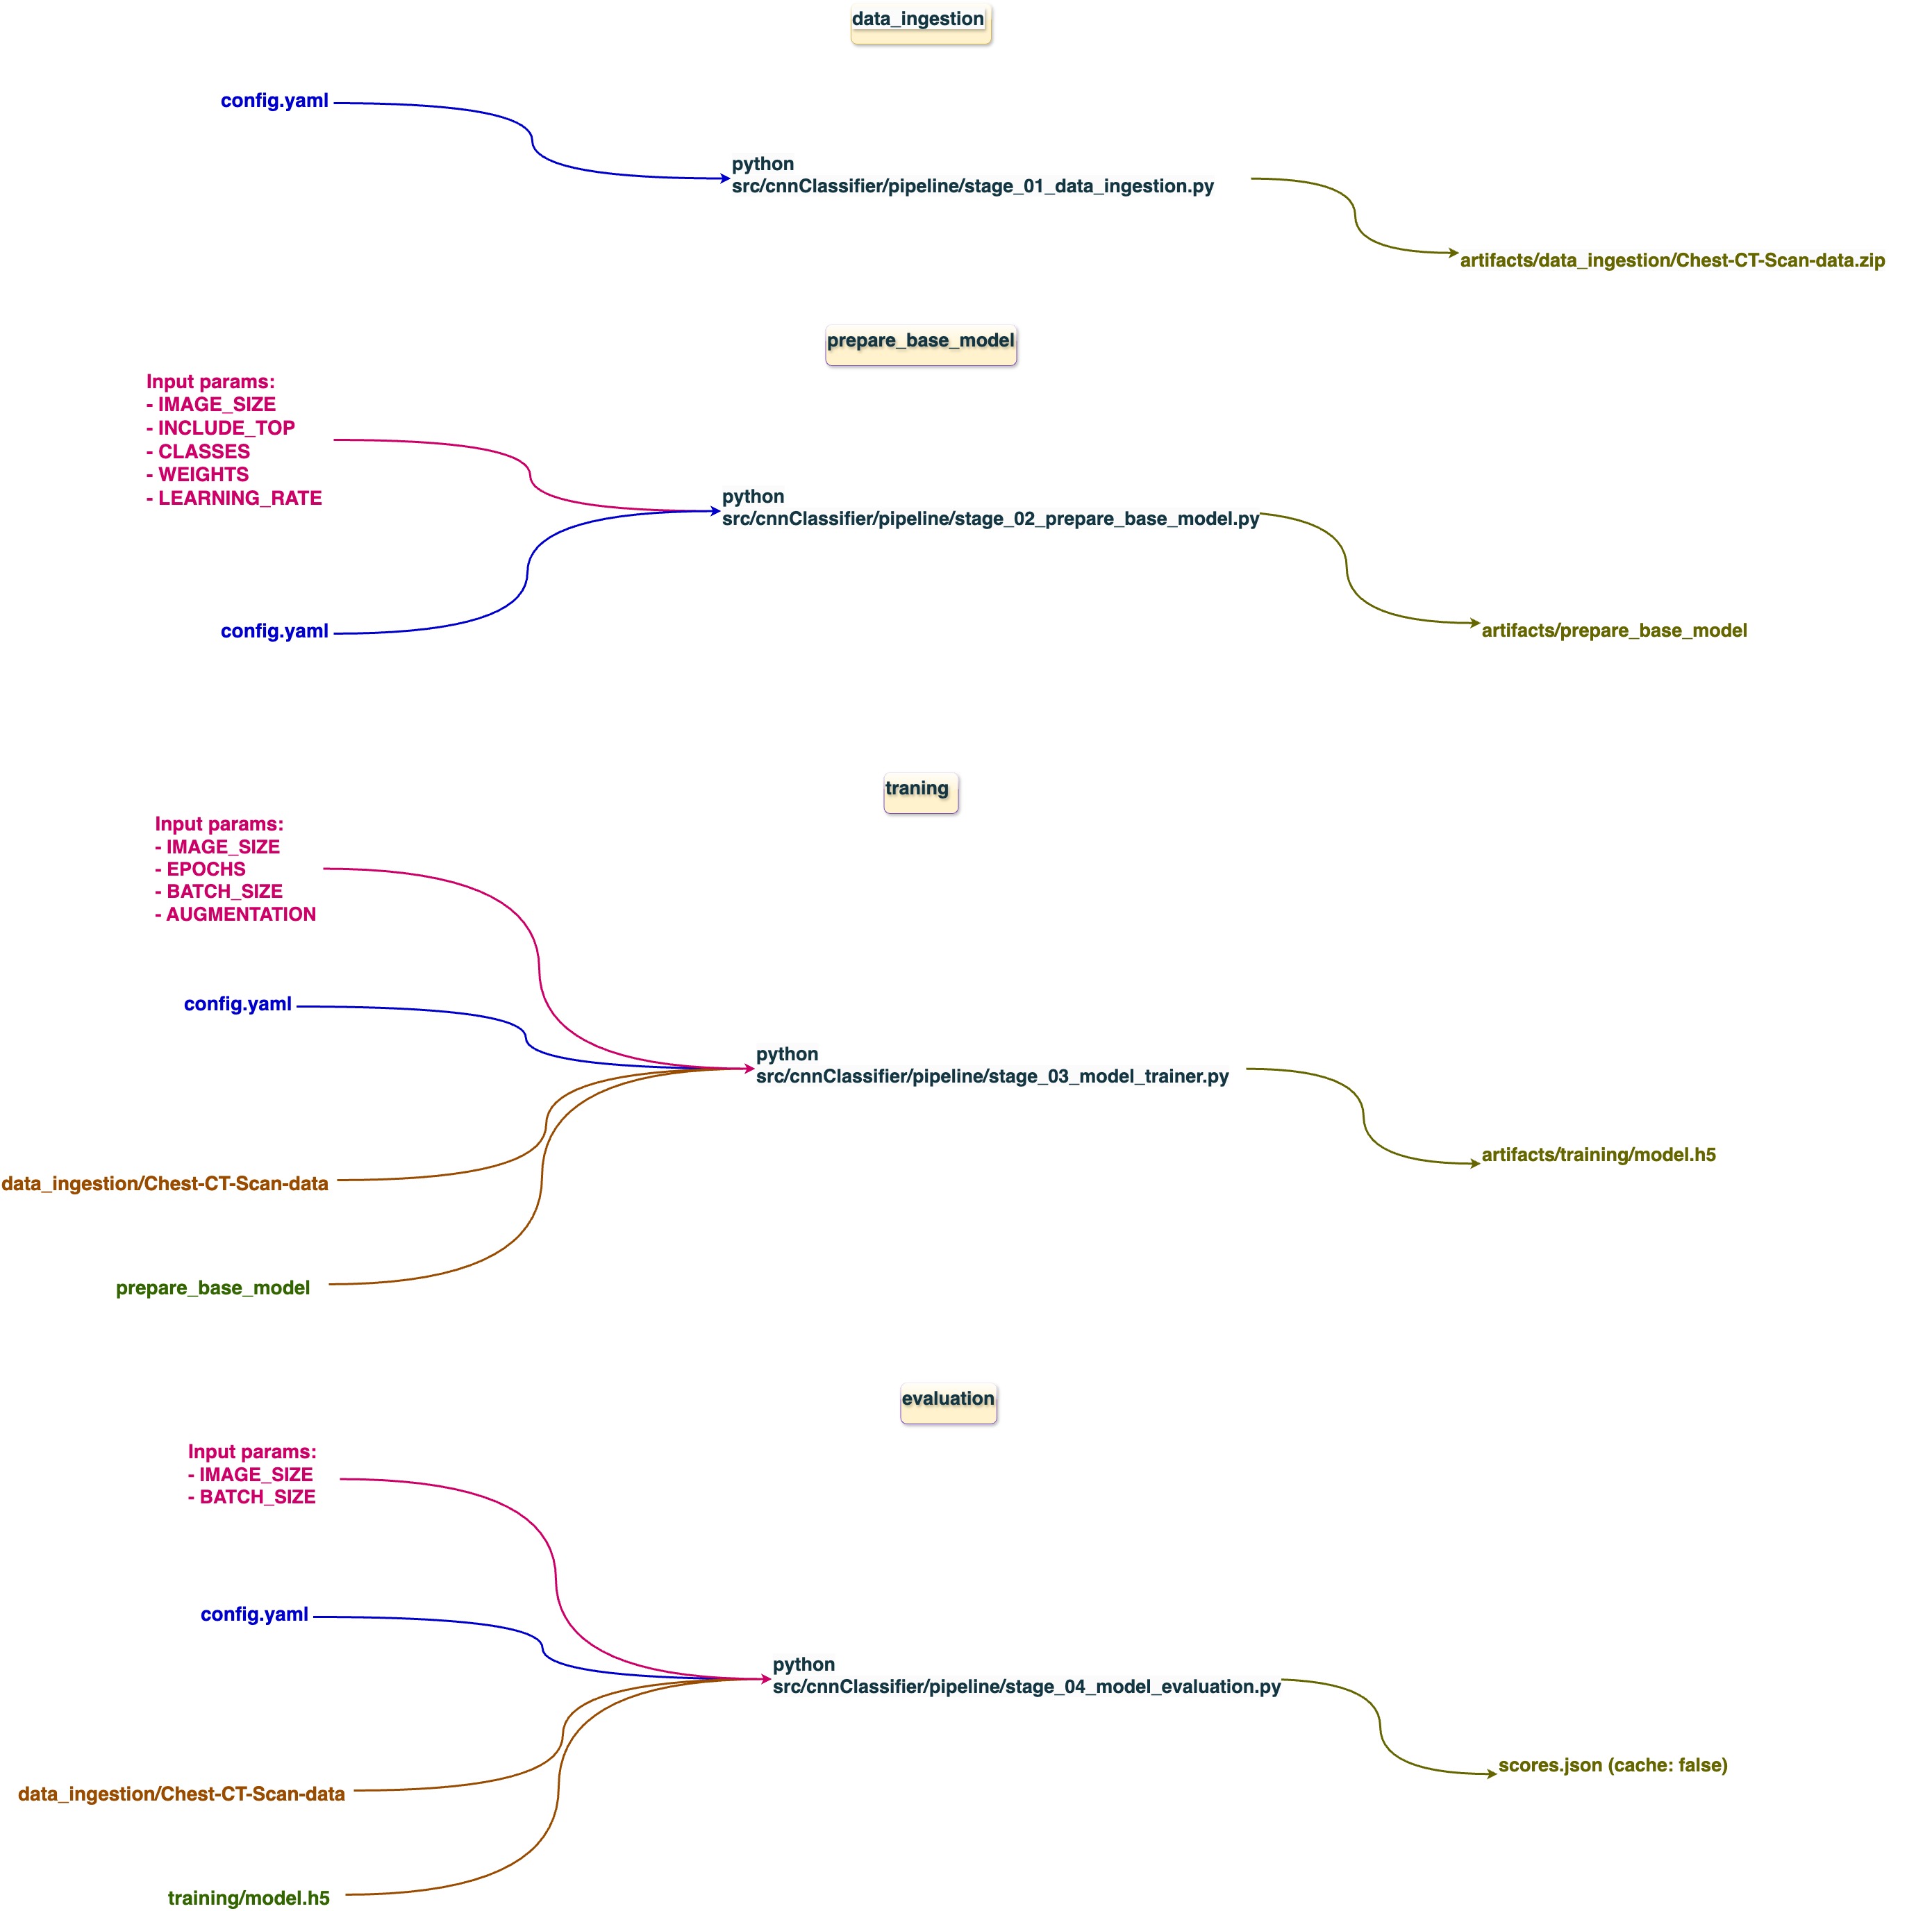 data_ingestion
config.yaml
python
src/cnnClassifier/pipeline/stage_01_data_ingestion.py
artifacts/data_ingestion/Chest-CT-Scan-data.zip
prepare_base_model
Input params:
- IMAGE_SIZE
- INCLUDE_TOP
- CLASSES
- WEIGHTS
- LEARNING_RATE
python
src/cnnClassifier/pipeline/stage_02_prepare_base_model.py
config.yaml
artifacts/prepare_base_model
traning
Input params:
- IMAGE_SIZE
- EPOCHS
- BATCH_SIZE
- AUGMENTATION
config.yaml
python
src/cnnClassifier/pipeline/stage_03_model_trainer.py
artifacts/training/model.h5
data_ingestion/Chest-CT-Scan-data
prepare_base_model
evaluation
Input params:
- IMAGE_SIZE
- BATCH_SIZE
config.yaml
python
src/cnnClassifier/pipeline/stage_04_model_evaluation.py
scores.json (cache: false)
data_ingestion/Chest-CT-Scan-data
training/model.h5